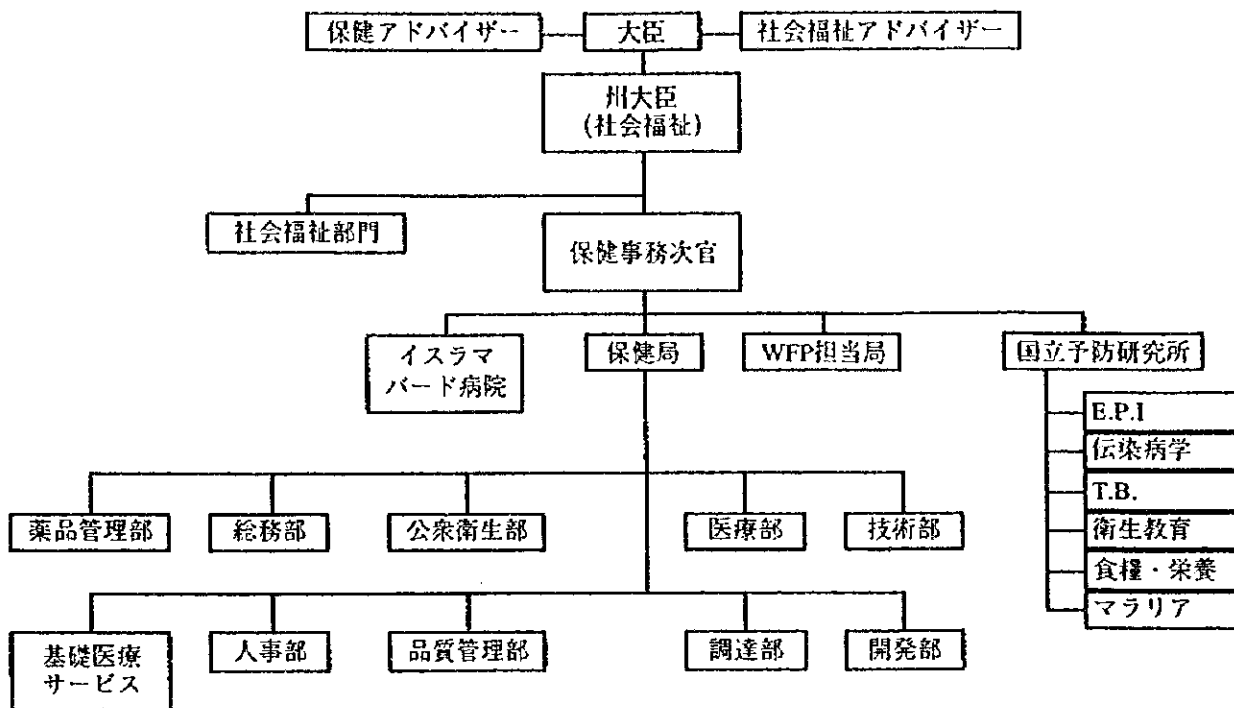 保健アドバイザー
大臣
社会福祉アドバイザー
州大臣
(社会福祉)
社会福祉部門
保健事務次官
イスラマ
バード病院
保健局
WFP担当局
国立予防研究所
E.P.I
伝染病学
T.B.
衛生教育
食糧・栄養
マラリア
薬品管理部
総務部
公衆衛生部
医療部
技術部
基礎医療
サービス
人事部
品質管理部
調達部
開発部